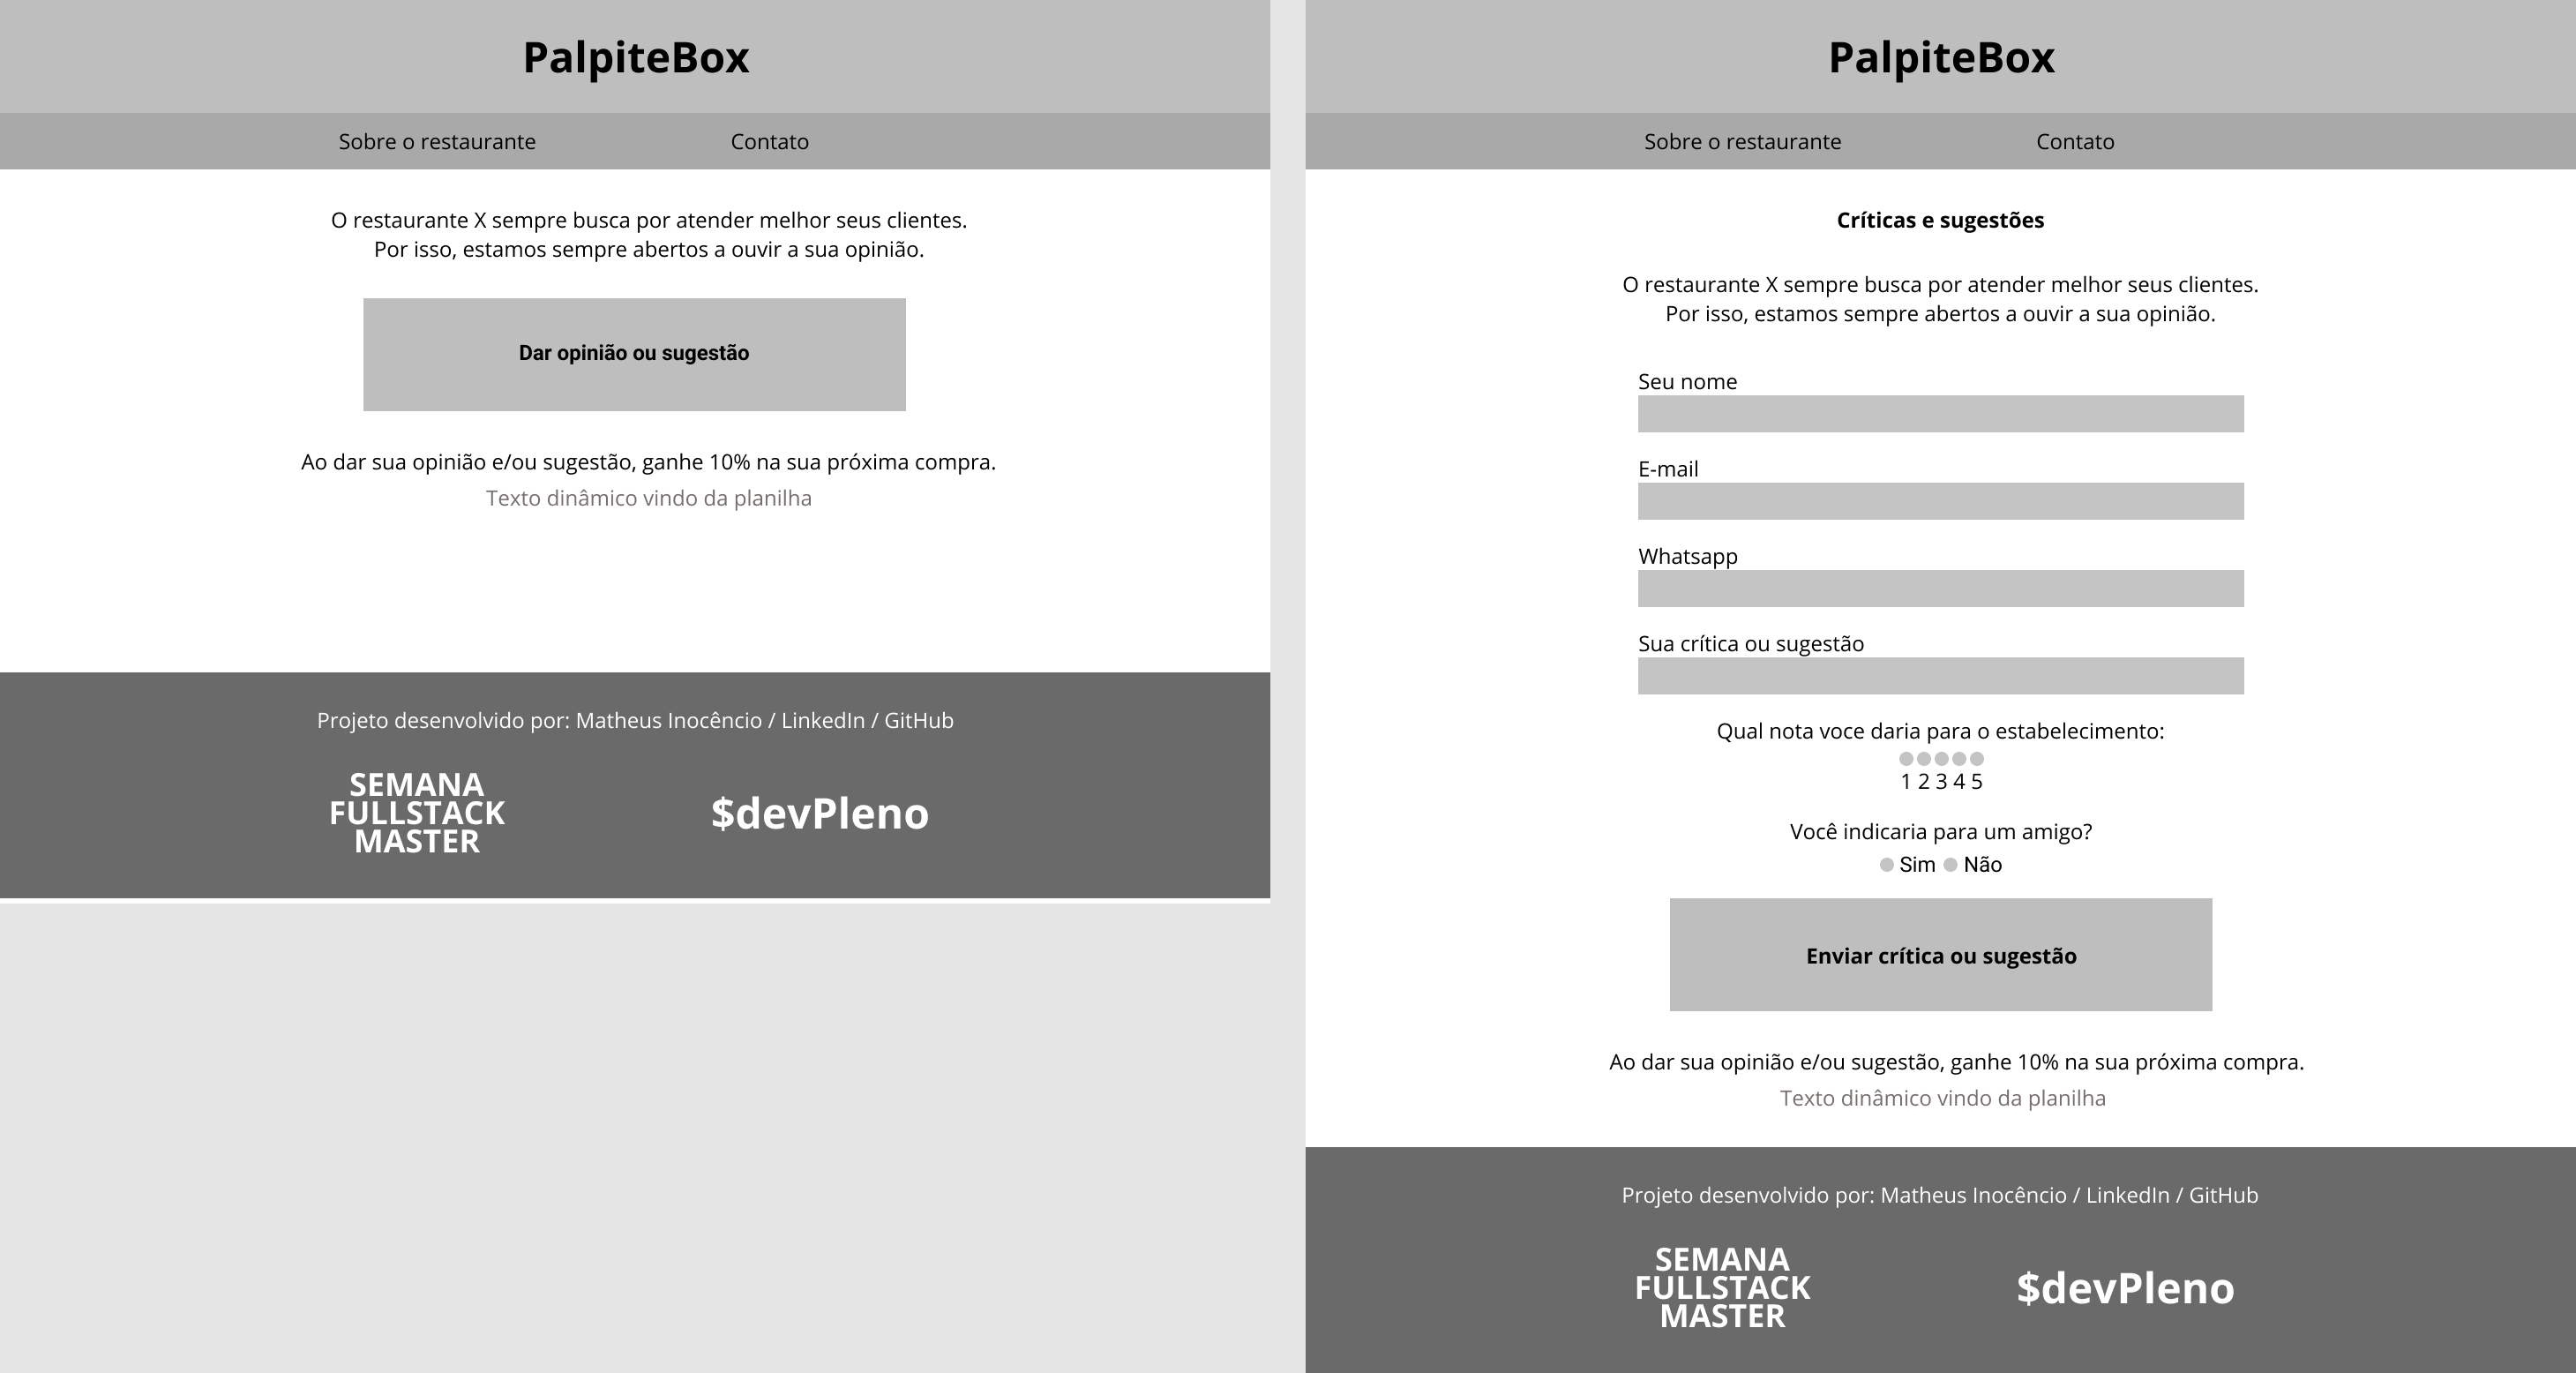 PalpiteBox
Sobre o restaurante
Contato
O restaurante X sempre busca por atender melhor seus clientes.
Por isso, estamos sempre abertos a ouvir a sua opinião.
Dar opinião ou sugestão
Ao dar sua opinião e/ou sugestão, ganhe 10% na sua próxima compra.
Texto dinâmico vindo da planilha
Projeto desenvolvido por: Matheus Inocêncio / LinkedIn / GitHub
SEMANA
FULLSTACK
MASTER
$devPleno
PalpiteBox
Sobre o restaurante
Contato
Críticas e sugestões
O restaurante X sempre busca por atender melhor seus clientes.
Por isso, estamos sempre abertos a ouvir a sua opinião.
Seu nome
E-mail
Whatsapp
Sua crítica ou sugestão
Qual nota voce daria para o estabelecimento:
1 2 3 4 5
Você indicaria para um amigo?
Sim Não
Enviar crítica ou sugestão
Ao dar sua opinião e/ou sugestão, ganhe 10% na sua próxima compra.
Texto dinâmico vindo da planilha
Projeto desenvolvido por: Matheus Inocêncio / LinkedIn / GitHub
SEMANA
FULLSTACK
MASTER
$devPleno